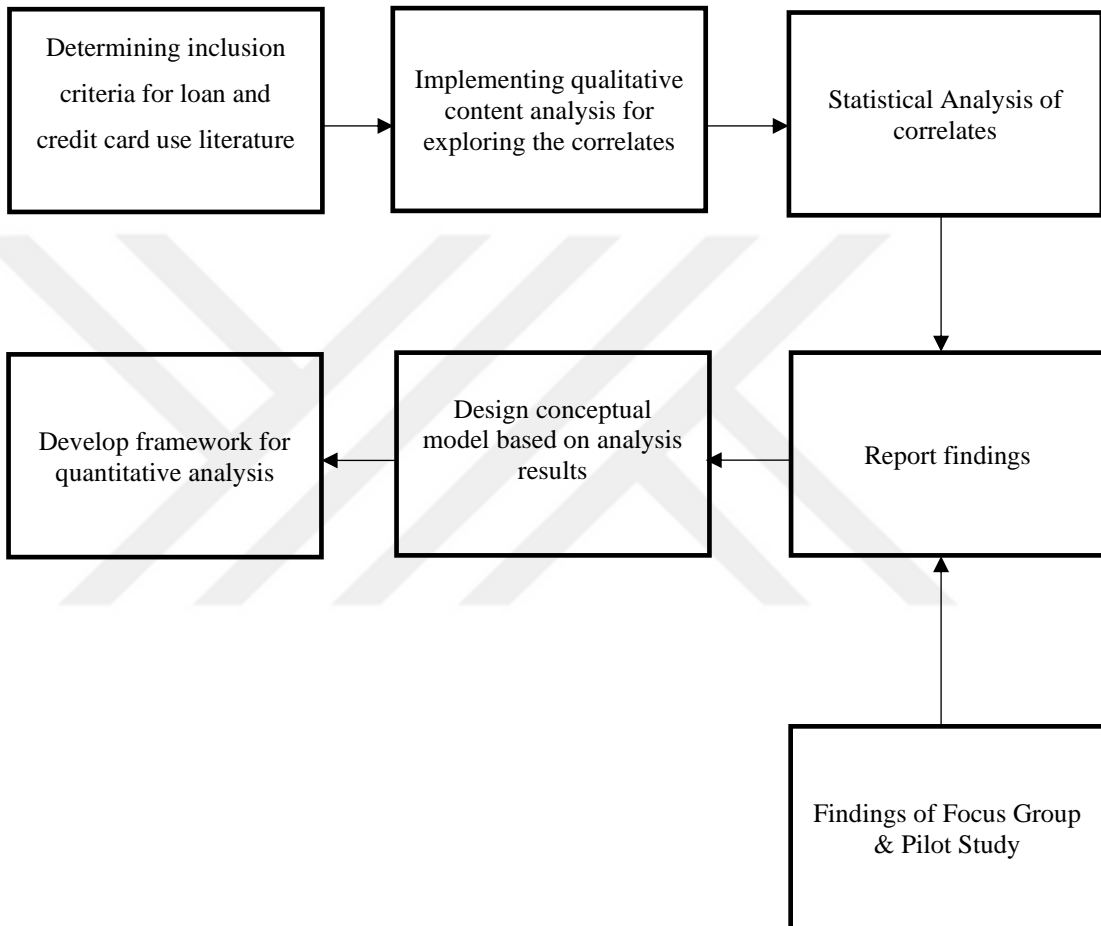 Determining inclusion
criteria for loan and
credit card use literature
Implementing qualitative
content analysis for
exploring the correlates
Statistical Analysis of
correlates
Develop framework for
quantitative analysis
Design conceptual
model based on analysis
results
Report findings
Findings of Focus Group
& Pilot Study